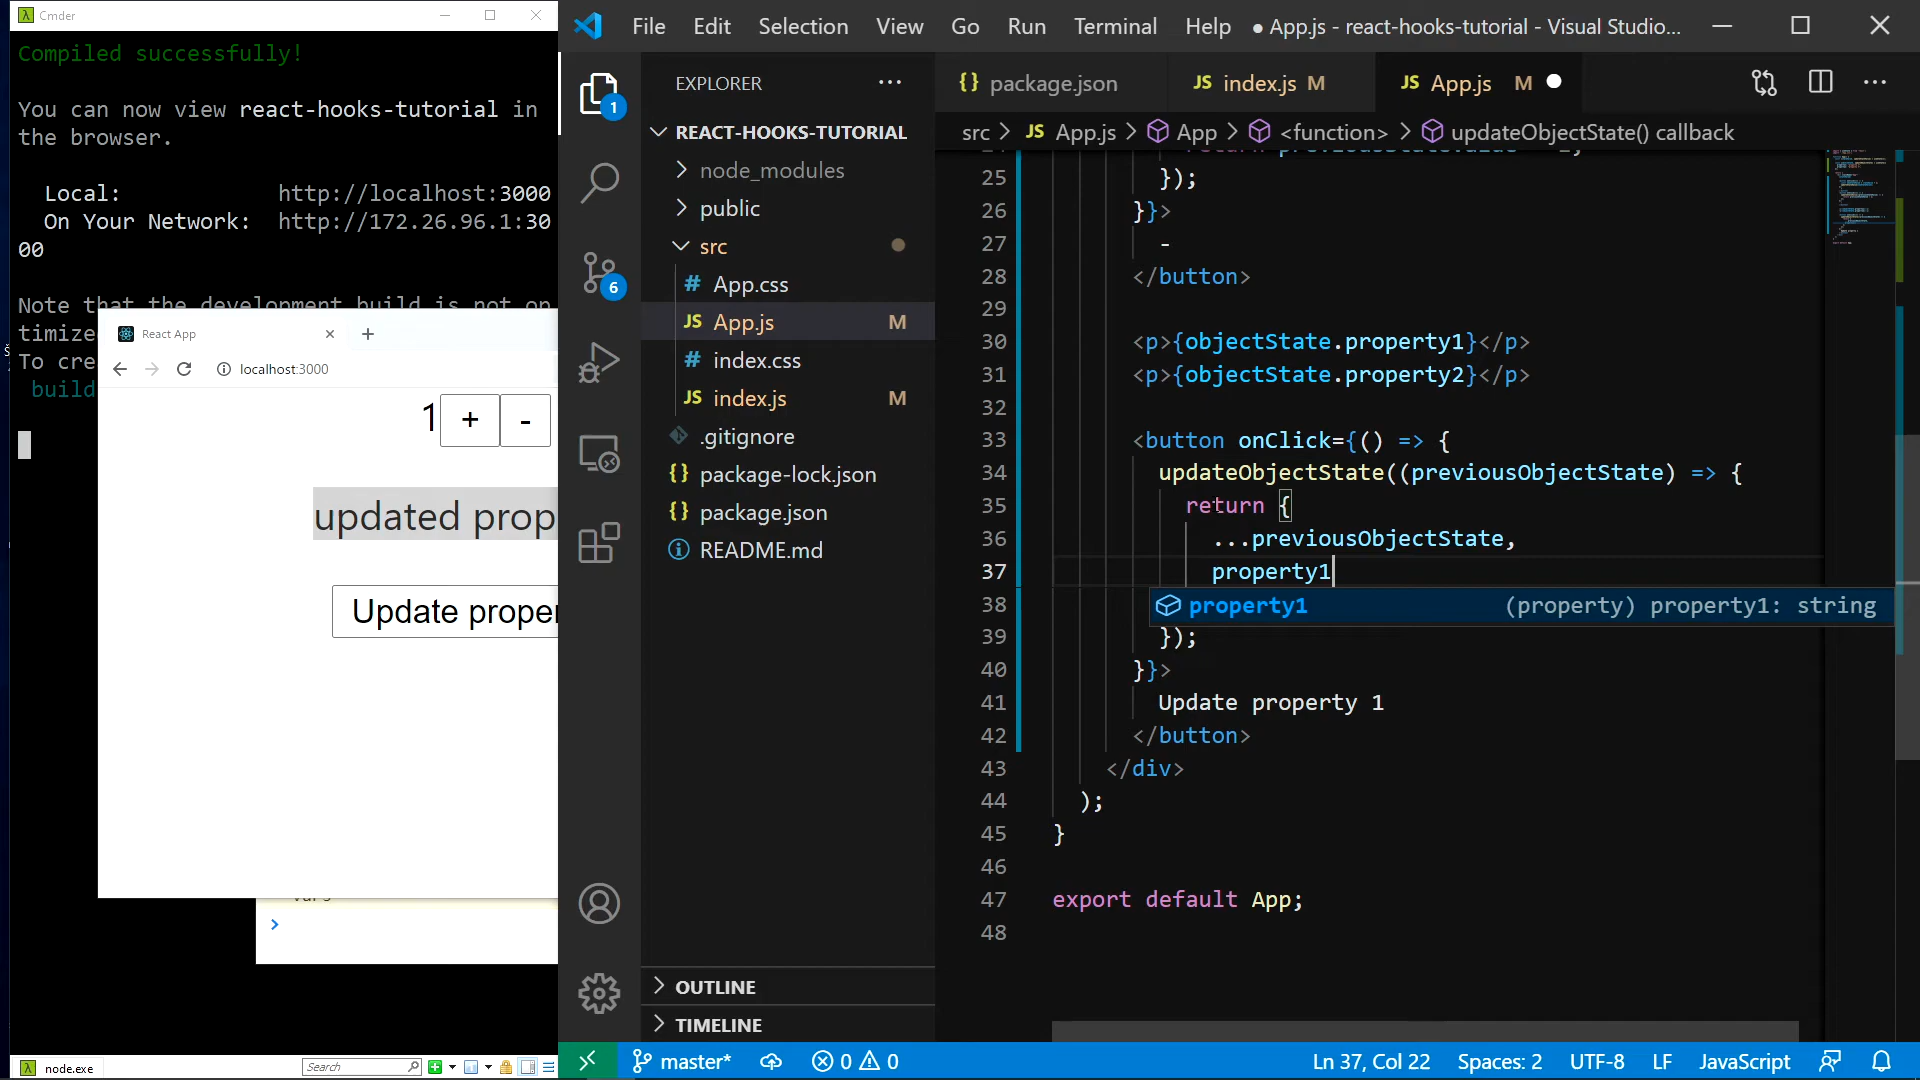 Cmder
Compiled successfully!
You can now view react-hooks-tutorial in
the browser.
Local: http://localhost:3000
On Your Network: http://172.26.96.1:30
00
Note that the development build is not op
timize
To cre
build
React App
localhost:3000
1 + -
updated prop
Update proper
node.exe
Search
File Edit Selection View Go Run Terminal Help
● App.js - react-hooks-tutorial - Visual Studio...
EXPLORER
REACT-HOOKS-TUTORIAL
node_modules
public
src
# App.css
JS App.js M
# index.css
JS index.js M
.gitignore
{} package-lock.json
{} package.json
README.md
OUTLINE
TIMELINE
1
6
{} package.json JS index.js M JS App.js M
src > JS App.js > App > <function> > updateObjectState() callback
25 });
26 }}>
27 -
28 </button>
29
30 <p>{objectState.property1}</p>
31 <p>{objectState.property2}</p>
32
33 <button onClick={() => {
34 updateObjectState((previousObjectState) => {
35 return {
36 ...previousObjectState,
37 property1
38 property1 (property) property1: string
39 });
40 }}>
41 Update property 1
42 </button>
43 </div>
44 );
45 }
46
47 export default App;
48
master* 0 0 Ln 37, Col 22 Spaces: 2 UTF-8 LF JavaScript